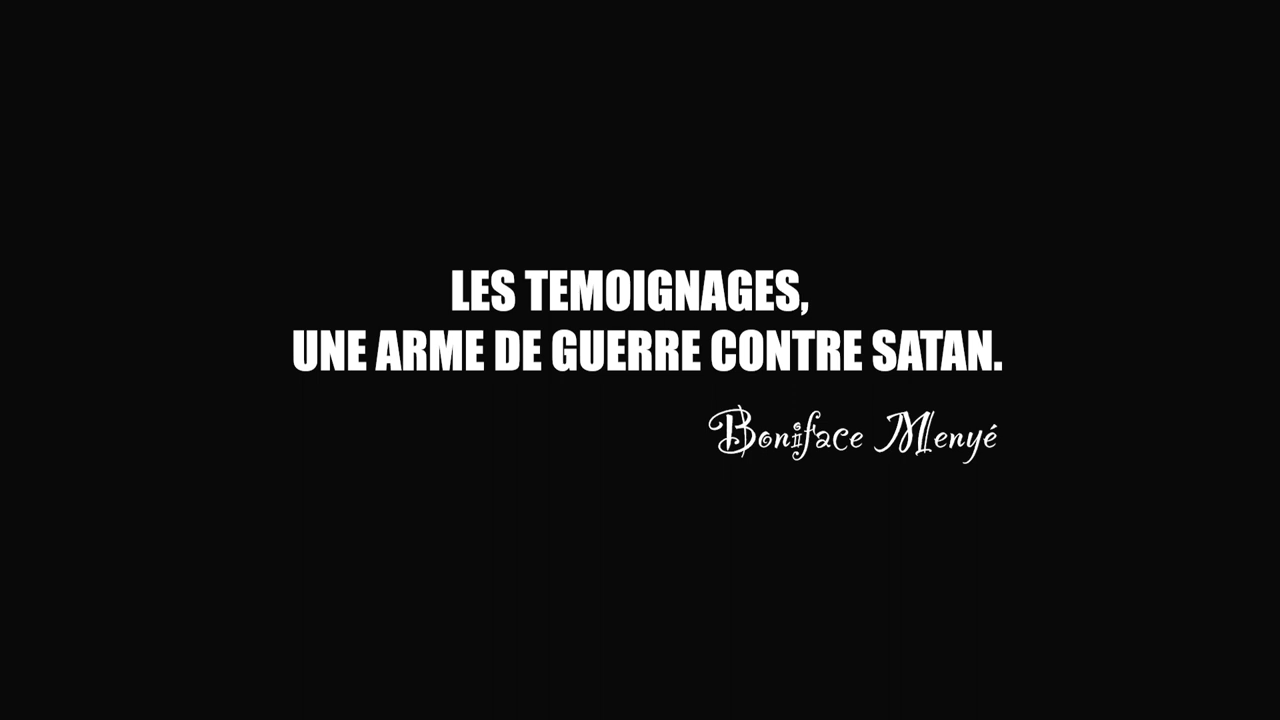 LES TEMOIGNAGES,
UNE ARME DE GUERRE CONTRE SATAN.
Boniface Menyé